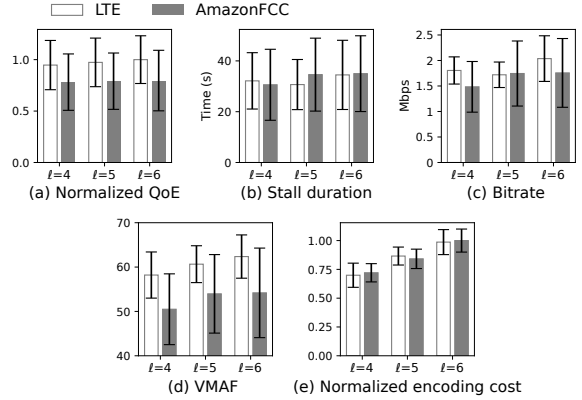 LTE AmazonFCC
1.0
0.5
0.0
ℓ=4 ℓ=5 ℓ=6
(a) Normalized QoE
Time (s)
40
20
0
ℓ=4 ℓ=5 ℓ=6
(b) Stall duration
Mbps
2.5
2
1.5
1
0.5
0
ℓ=4 ℓ=5 ℓ=6
(c) Bitrate
70
60
50
40
ℓ=4 ℓ=5 ℓ=6
(d) VMAF
1.00
0.75
0.50
0.25
0.00
ℓ=4 ℓ=5 ℓ=6
(e) Normalized encoding cost